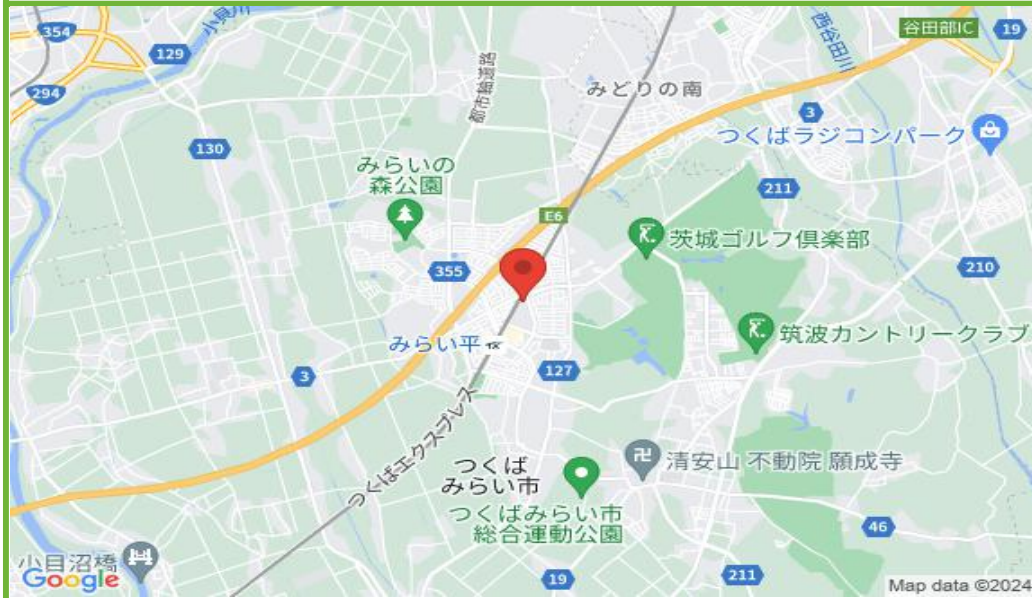 354
小貝川
129
谷田部IC
19
西谷田川
294
都市軸道路
みどりの南
3
つくばラジコンパーク
130
みらいの
森公園
211
E6
茨城ゴルフ倶楽部
355
210
みらい平
TX
筑波カントリークラブ
3
127
つくばエクスプレス
つくば
みらい市
清安山 不動院 願成寺
つくばみらい市
総合運動公園
46
小目沼橋
Google
19
211
Map data ©2024